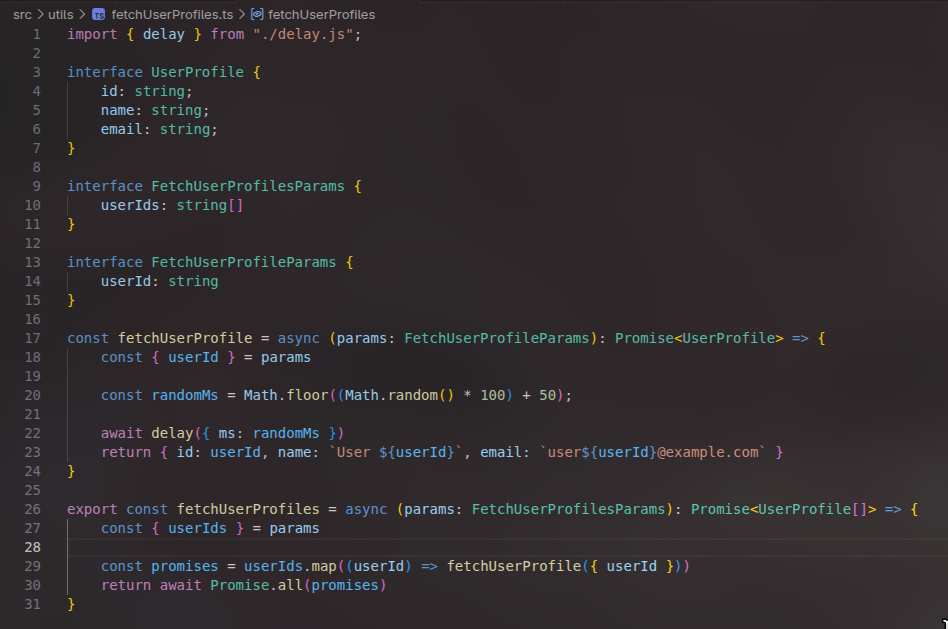 src > utils > TS fetchUserProfiles.ts > fetchUserProfiles
1 import { delay } from "./delay.js";
2
3 interface UserProfile {
4     id: string;
5     name: string;
6     email: string;
7 }
8
9 interface FetchUserProfilesParams {
10     userIds: string[]
11 }
12
13 interface FetchUserProfileParams {
14     userId: string
15 }
16
17 const fetchUserProfile = async (params: FetchUserProfileParams): Promise<UserProfile> => {
18     const { userId } = params
19
20     const randomMs = Math.floor((Math.random() * 100) + 50);
21
22     await delay({ ms: randomMs })
23     return { id: userId, name: `User ${userId}`, email: `user${userId}@example.com` }
24 }
25
26 export const fetchUserProfiles = async (params: FetchUserProfilesParams): Promise<UserProfile[]> => {
27     const { userIds } = params
28
29     const promises = userIds.map((userId) => fetchUserProfile({ userId }))
30     return await Promise.all(promises)
31 }